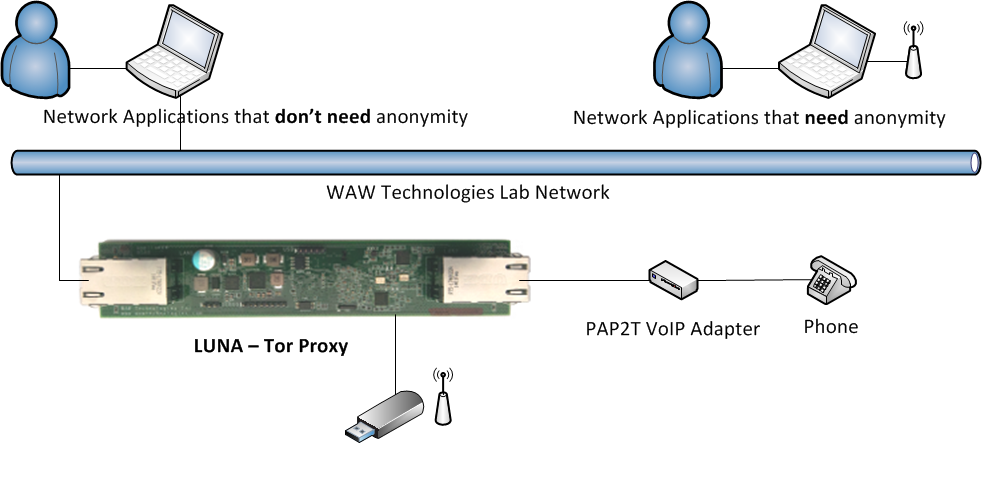 Network Applications that don't need anonymity
Network Applications that need anonymity
WAW Technologies Lab Network
LUNA – Tor Proxy
PAP2T VoIP Adapter
Phone